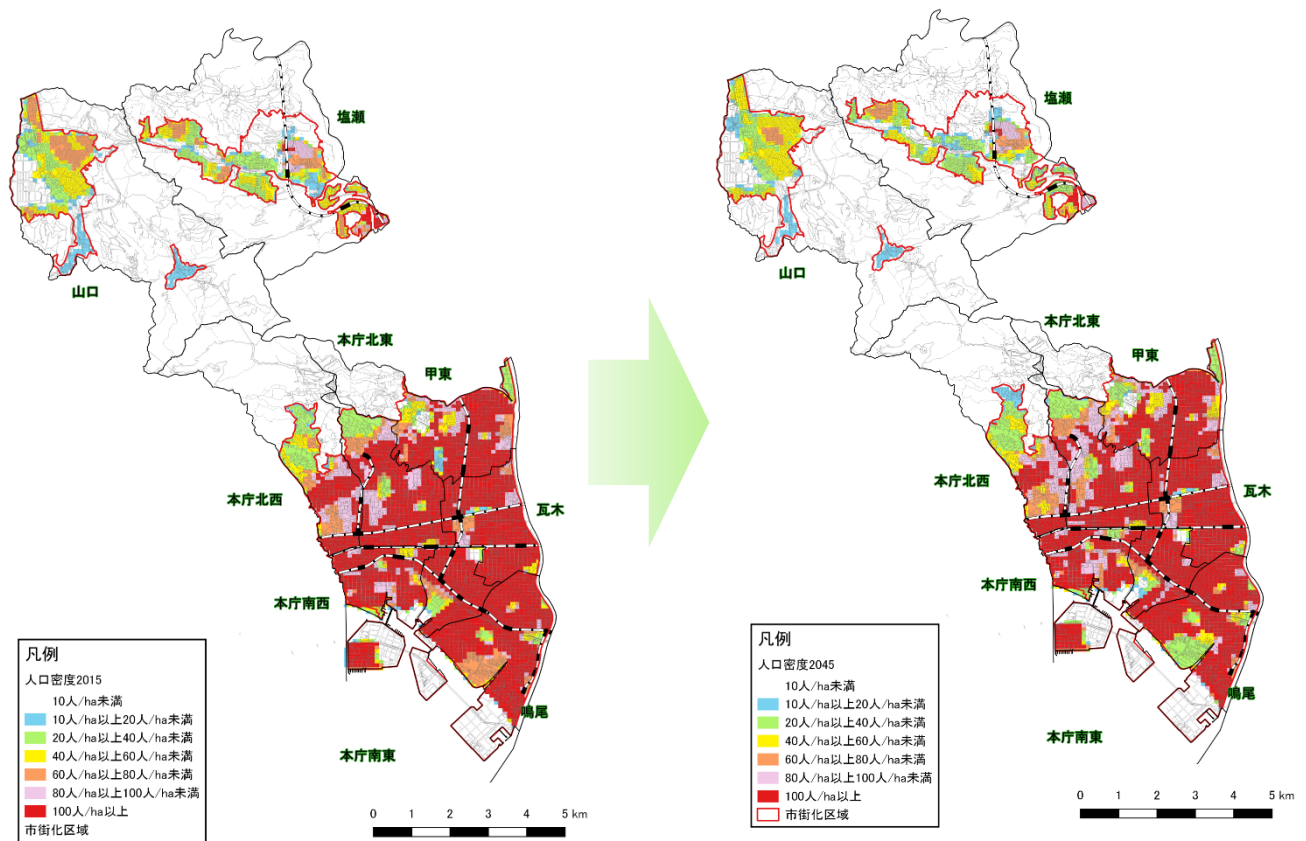 塩瀬
山口
本庁北東
甲東
本庁北西
瓦木
本庁南西
鳴尾
本庁南東
凡例
人口密度2015
10人/ha未満
10人/ha以上20人/ha未満
20人/ha以上40人/ha未満
40人/ha以上60人/ha未満
60人/ha以上80人/ha未満
80人/ha以上100人/ha未満
100人/ha以上
市街化区域
0 1 2 3 4 5 km
塩瀬
山口
本庁北東
甲東
本庁北西
瓦木
本庁南西
鳴尾
本庁南東
凡例
人口密度2045
10人/ha未満
10人/ha以上20人/ha未満
20人/ha以上40人/ha未満
40人/ha以上60人/ha未満
60人/ha以上80人/ha未満
80人/ha以上100人/ha未満
100人/ha以上
市街化区域
0 1 2 3 4 5 km